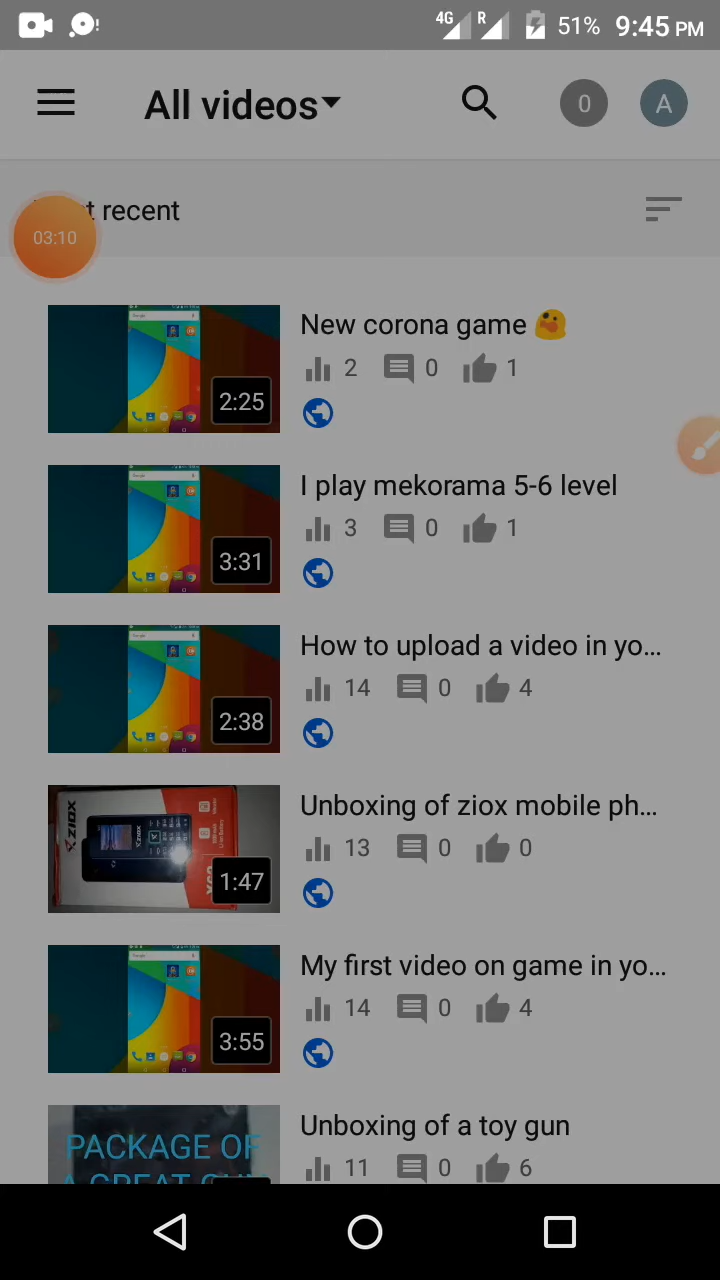 4G R 51% 9:45 PM
All videos 0 A
t recent
03:10
New corona game
2 0 1
2:25
I play mekorama 5-6 level
3 0 1
3:31
How to upload a video in yo...
14 0 4
2:38
Unboxing of ziox mobile ph...
13 0 0
ZIOX
1:47
My first video on game in yo...
14 0 4
3:55
Unboxing of a toy gun
11 0 6
PACKAGE OF